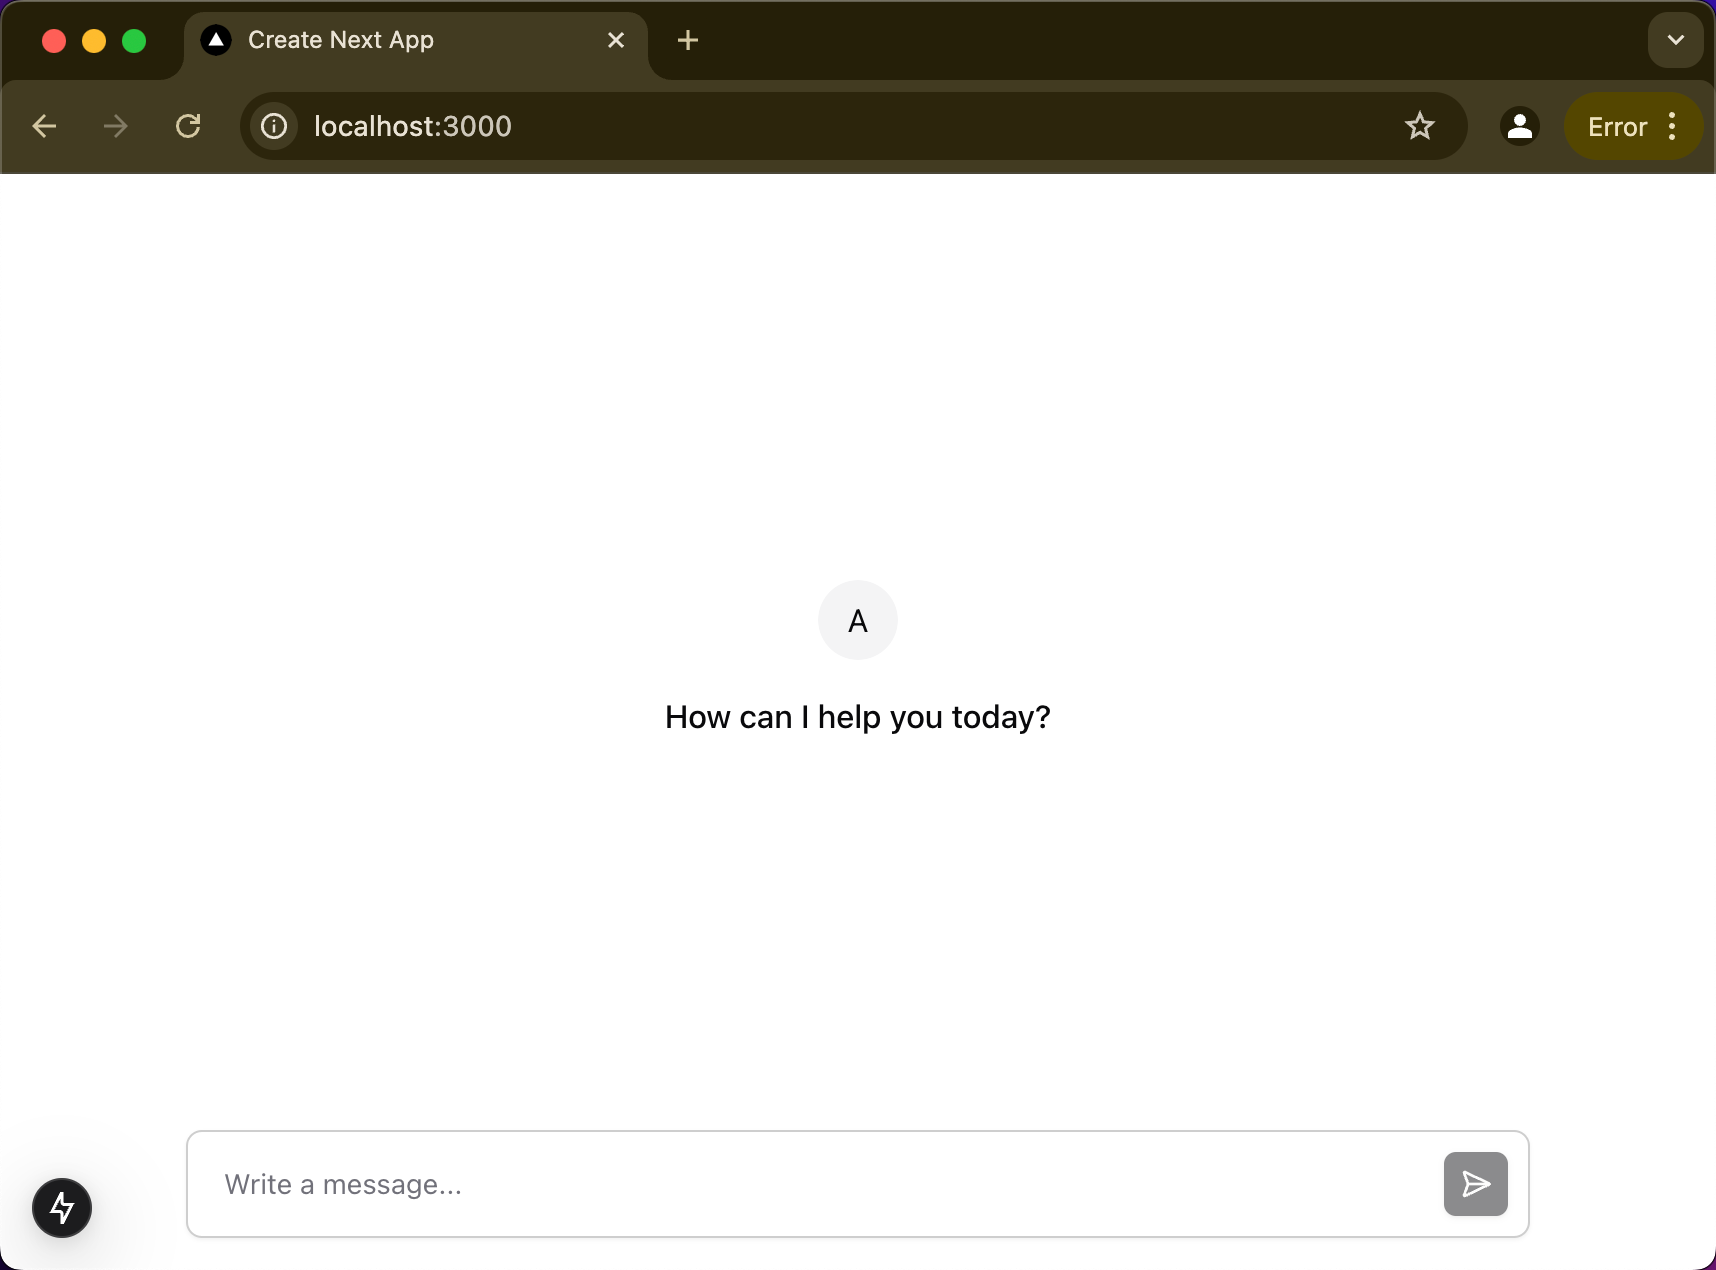 Create Next App
localhost:3000
Error
A
How can I help you today?
Write a message...